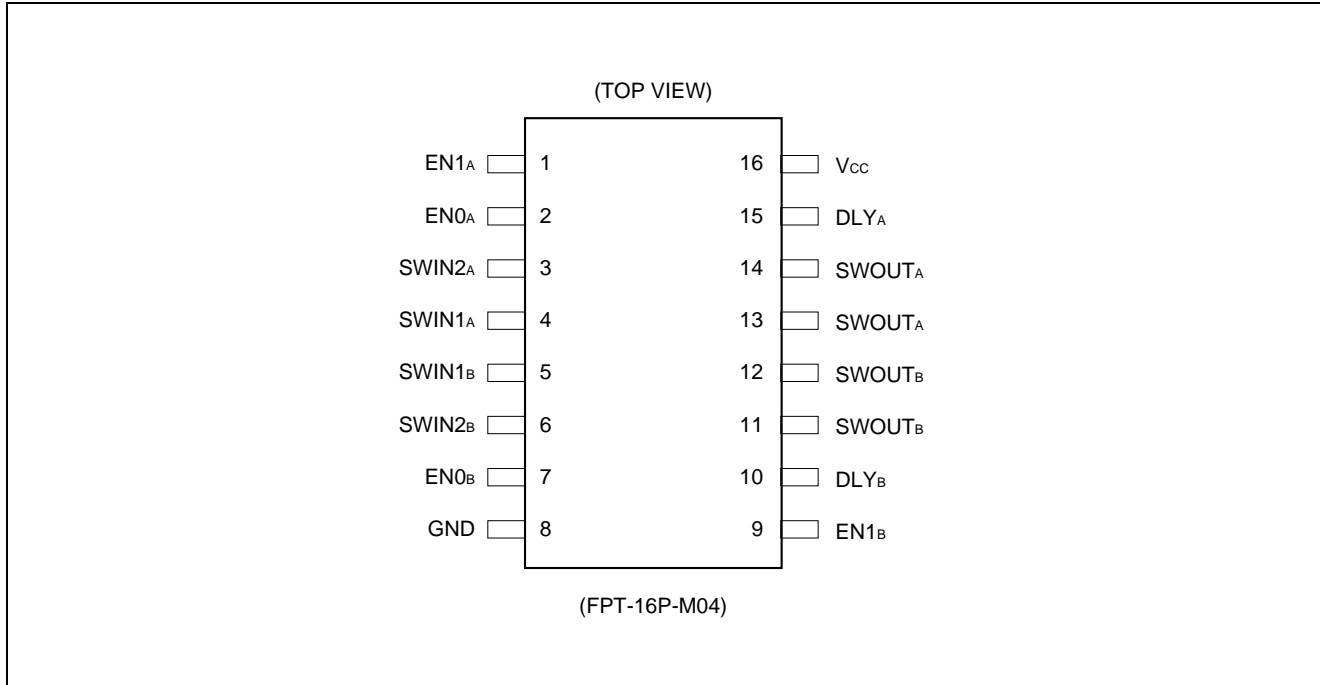 (TOP VIEW)
EN1A 1 16 VCC
EN0A 2 15 DLYA
SWIN2A 3 14 SWOUTA
SWIN1A 4 13 SWOUTA
SWIN1B 5 12 SWOUTB
SWIN2B 6 11 SWOUTB
EN0B 7 10 DLYB
GND 8 9 EN1B
(FPT-16P-M04)